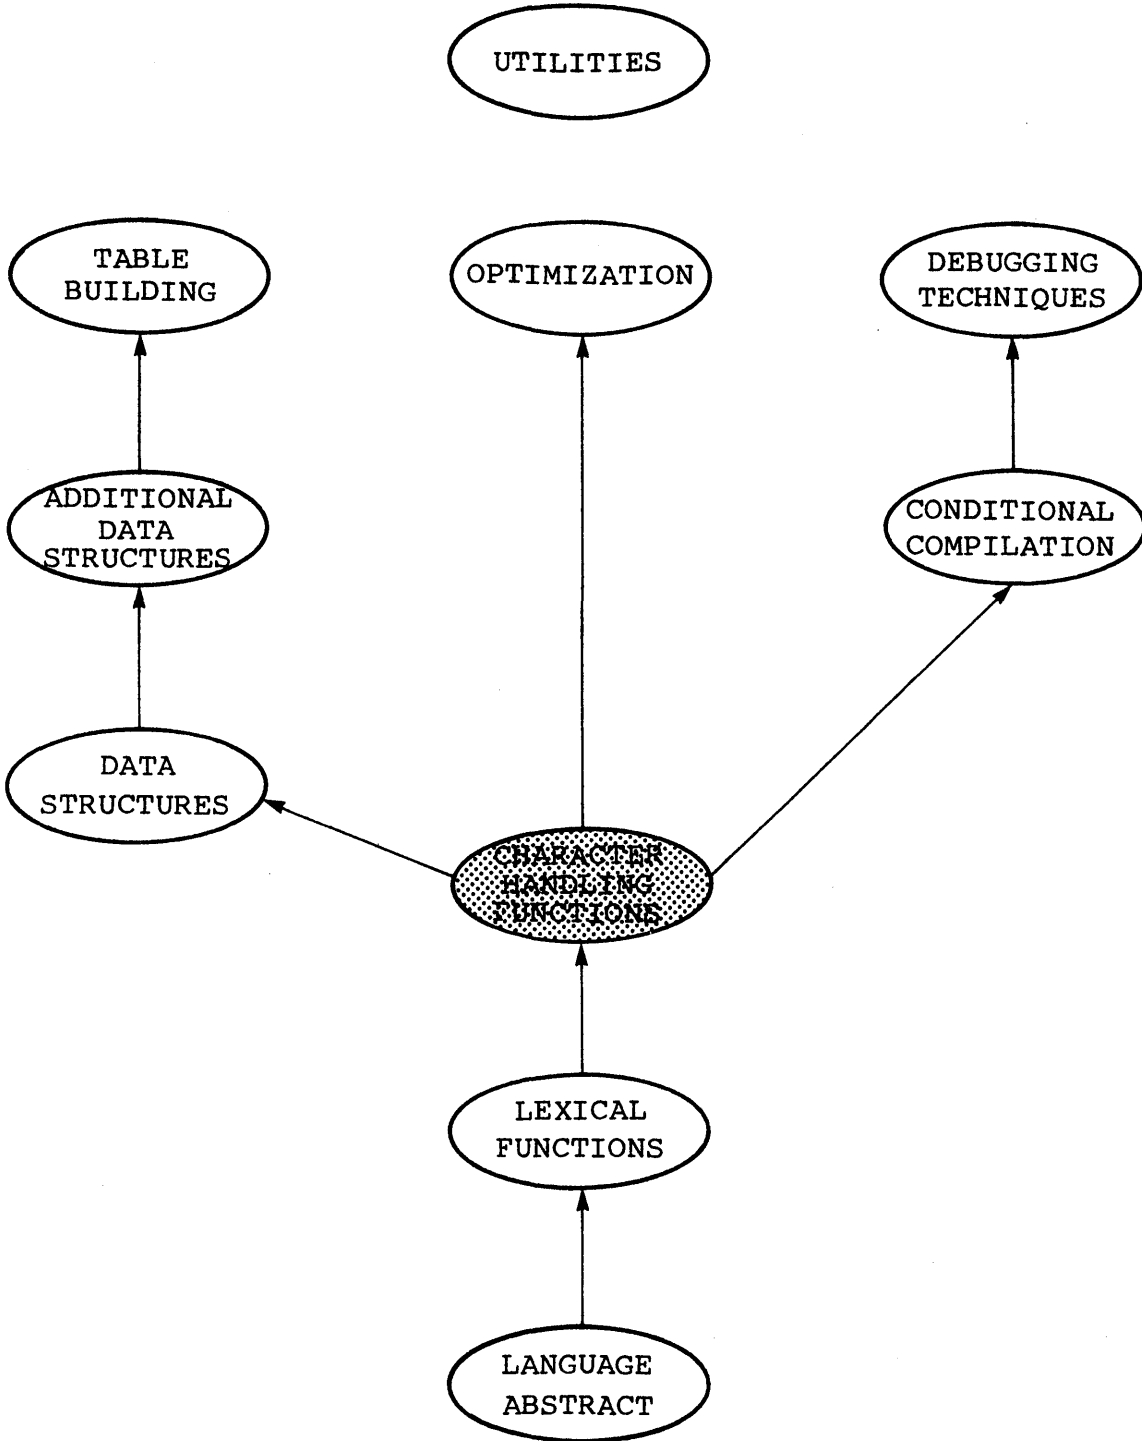 UTILITIES
TABLE
BUILDING
OPTIMIZATION
DEBUGGING
TECHNIQUES
ADDITIONAL
DATA
STRUCTURES
CONDITIONAL
COMPILATION
DATA
STRUCTURES
CHARACTER
HANDLING
FUNCTIONS
LEXICAL
FUNCTIONS
LANGUAGE
ABSTRACT